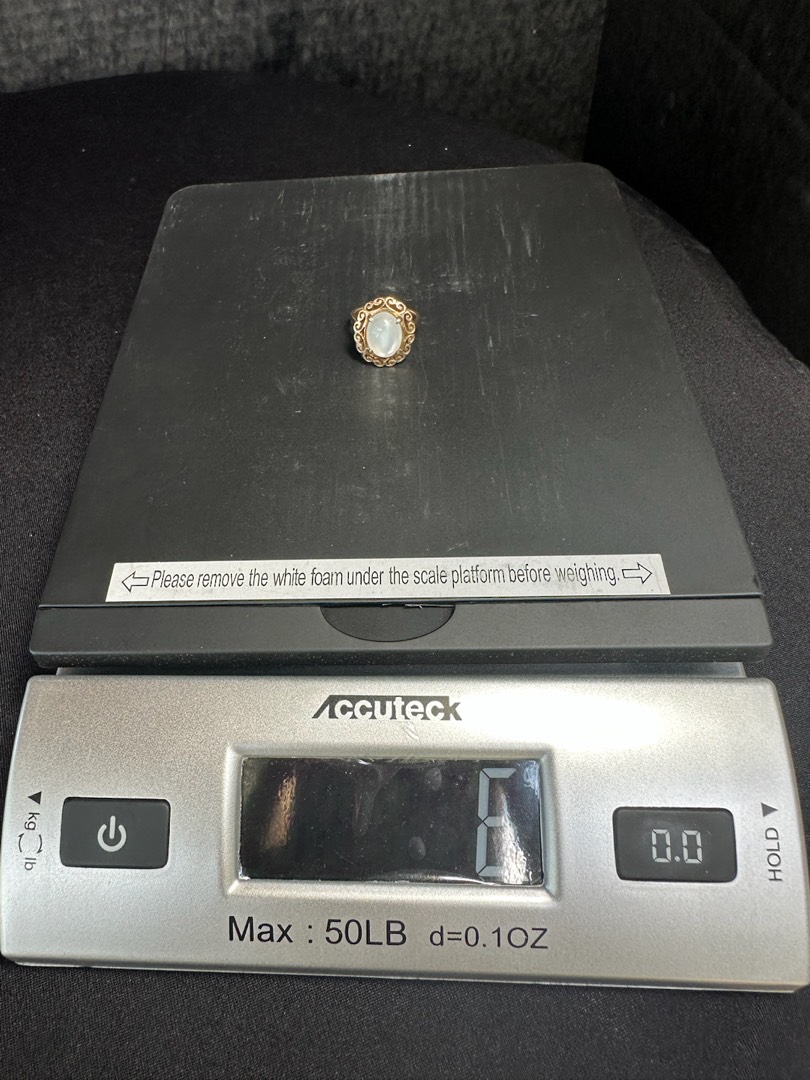 ⇦Please remove the white foam under the scale platform before weighing.⇨
Accuteck
▼ kg lb
0.0
HOLD ▼
Max : 50LB d=0.1OZ